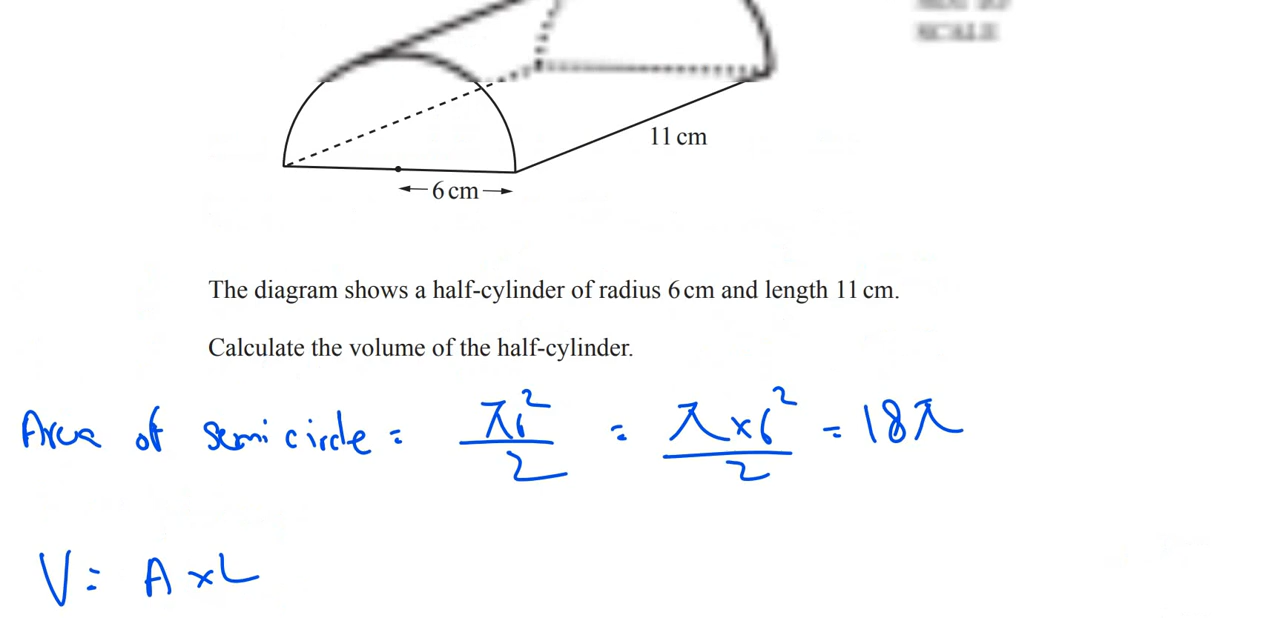 SCALE
11 cm
6 cm
The diagram shows a half-cylinder of radius 6 cm and length 11 cm.
Calculate the volume of the half-cylinder.
Area of semicircle = πr²/2 = π×6²/2 = 18π
V = A×L